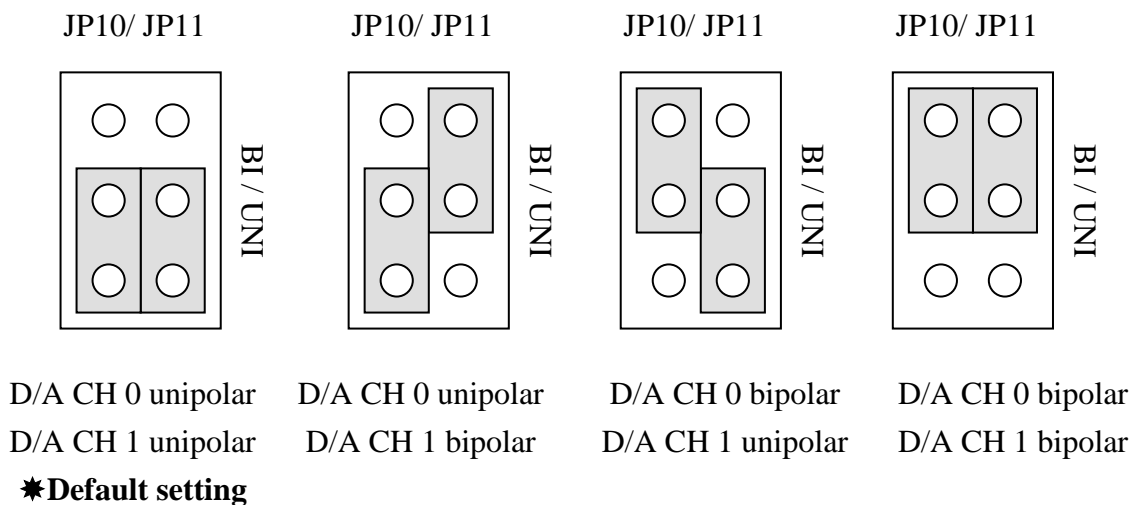 JP10/ JP11 JP10/ JP11 JP10/ JP11 JP10/ JP11
BI / UNI BI / UNI BI / UNI BI / UNI
D/A CH 0 unipolar D/A CH 0 unipolar D/A CH 0 bipolar D/A CH 0 bipolar
D/A CH 1 unipolar D/A CH 1 bipolar D/A CH 1 unipolar D/A CH 1 bipolar
✷Default setting